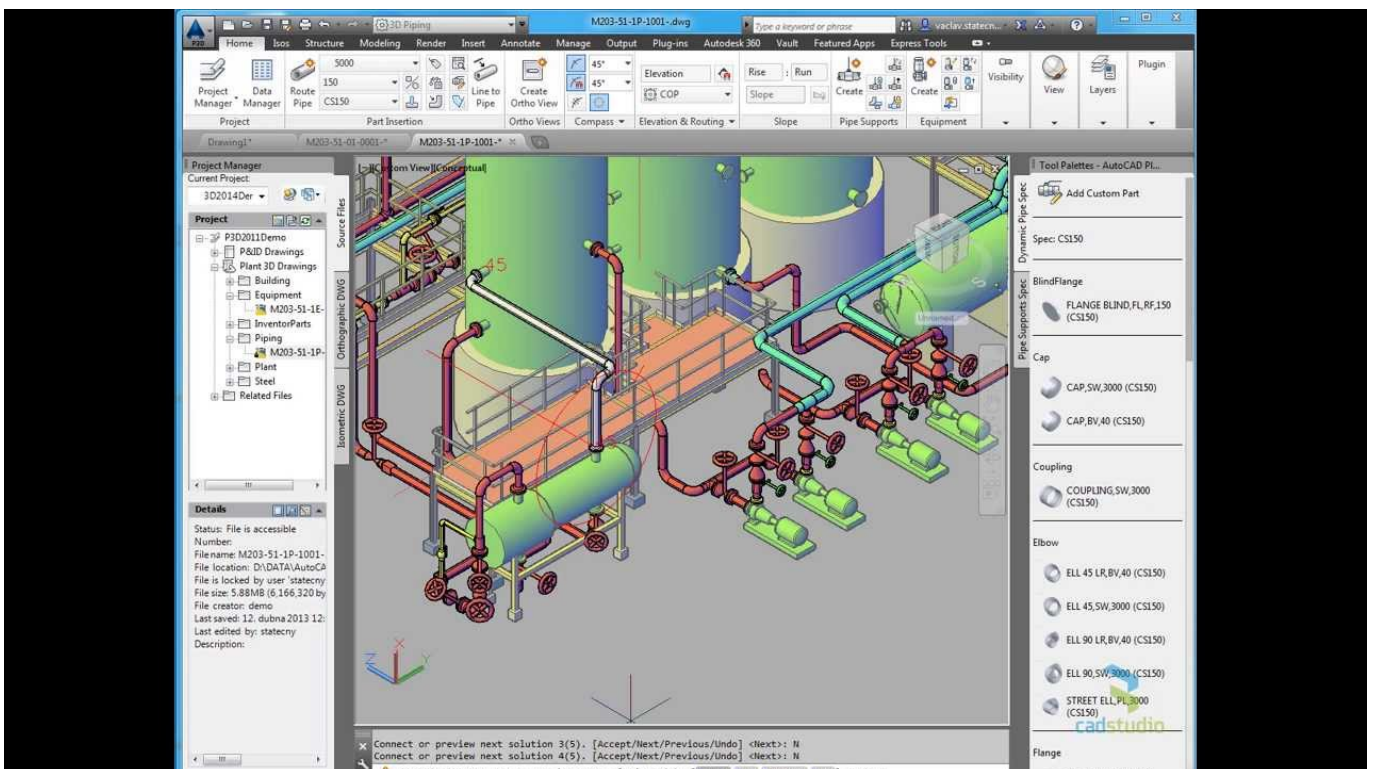 P3D
3D Piping
M203-51-1P-1001-.dwg
Type a keyword or phrase
vaclav.statecn...
Home Isos Structure Modeling Render Insert Annotate Manage Output Plug-ins Autodesk 360 Vault Featured Apps Express Tools
Project Manager
Data Manager
Route Pipe
5000
150
CS150
Line to Pipe
Create Ortho View
45°
45°
Elevation
COP
Rise : Run
Slope
Create
Create
Visibility
View
Layers
Plugin
Project Part Insertion Ortho Views Compass Elevation & Routing Slope Pipe Supports Equipment
Drawing1* M203-51-01-0001-* M203-51-1P-1001-*
Project Manager
Current Project:
3D2014Der
Project
P3D2011Demo
P&ID Drawings
Plant 3D Drawings
Building
Equipment
M203-51-1E-
InventorParts
Piping
M203-51-1P-
Plant
Steel
Related Files
Source Files
Orthographic DWG
Isometric DWG
Details
Status: File is accessible
Number:
File name: M203-51-1P-1001-
File location: D:\DATA\AutoCA
File is locked by user 'statecny
File size: 5.88MB (6,166,320 by
File creator: demo
Last saved: 12. dubna 2013 12:
Last edited by: statecny
Description:
[-][Custom View][Conceptual]
45
Unnamed
X
Y
Z
Connect or preview next solution 3(5). [Accept/Next/Previous/Undo] <Next>: N
Connect or preview next solution 4(5). [Accept/Next/Previous/Undo] <Next>: N
Tool Palettes - AutoCAD Pl...
Dynamic Pipe Spec
Pipe Supports Spec
Add Custom Part
Spec: CS150
BlindFlange
FLANGE BLIND,FL,RF,150
(CS150)
Cap
CAP,SW,3000 (CS150)
CAP,BV,40 (CS150)
Coupling
COUPLING,SW,3000
(CS150)
Elbow
ELL 45 LR,BV,40 (CS150)
ELL 45,SW,3000 (CS150)
ELL 90 LR,BV,40 (CS150)
ELL 90,SW,3000 (CS150)
STREET ELL,PL,3000
(CS150)
cadstudio
Flange